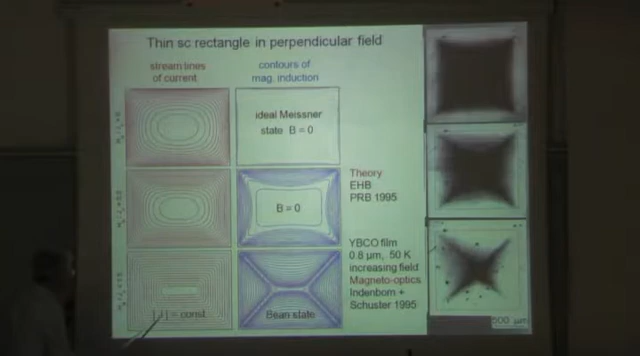 Thin sc rectangle in perpendicular field
stream lines
of current
contours of
mag. induction
ideal Meissner
state B = 0
B = 0
Theory
EHB
PRB 1995
YBCO film
0.8 μm, 50 K
increasing field
Magneto-optics
Indenbom +
Schuster 1995
| J | = const
Bean state
500 μm